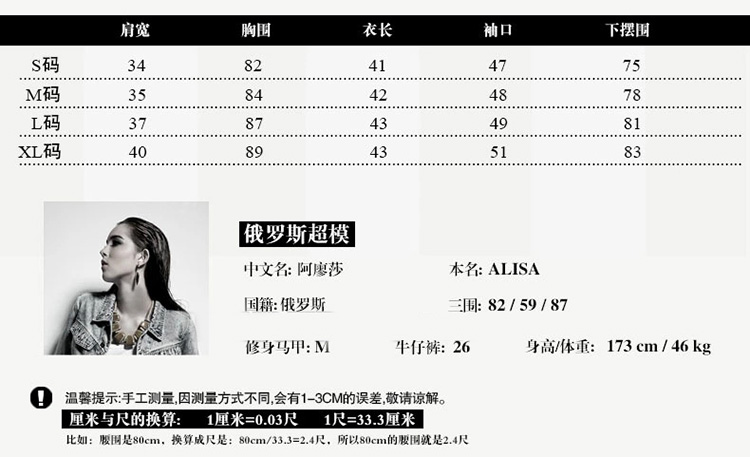 肩宽 胸围 衣长 袖口 下摆围
S码 34 82 41 47 75
M码 35 84 42 48 78
L码 37 87 43 49 81
XL码 40 89 43 51 83
俄罗斯超模
中文名: 阿廖莎 本名: ALISA
国籍: 俄罗斯 三围: 82 / 59 / 87
修身马甲: M 牛仔裤: 26 身高/体重: 173 cm / 46 kg
温馨提示:手工测量,因测量方式不同,会有1-3CM的误差,敬请谅解。
厘米与尺的换算: 1厘米=0.03尺 1尺=33.3厘米
比如: 腰围是80cm, 换算成尺是: 80cm/33.3=2.4尺, 所以80cm的腰围就是2.4尺